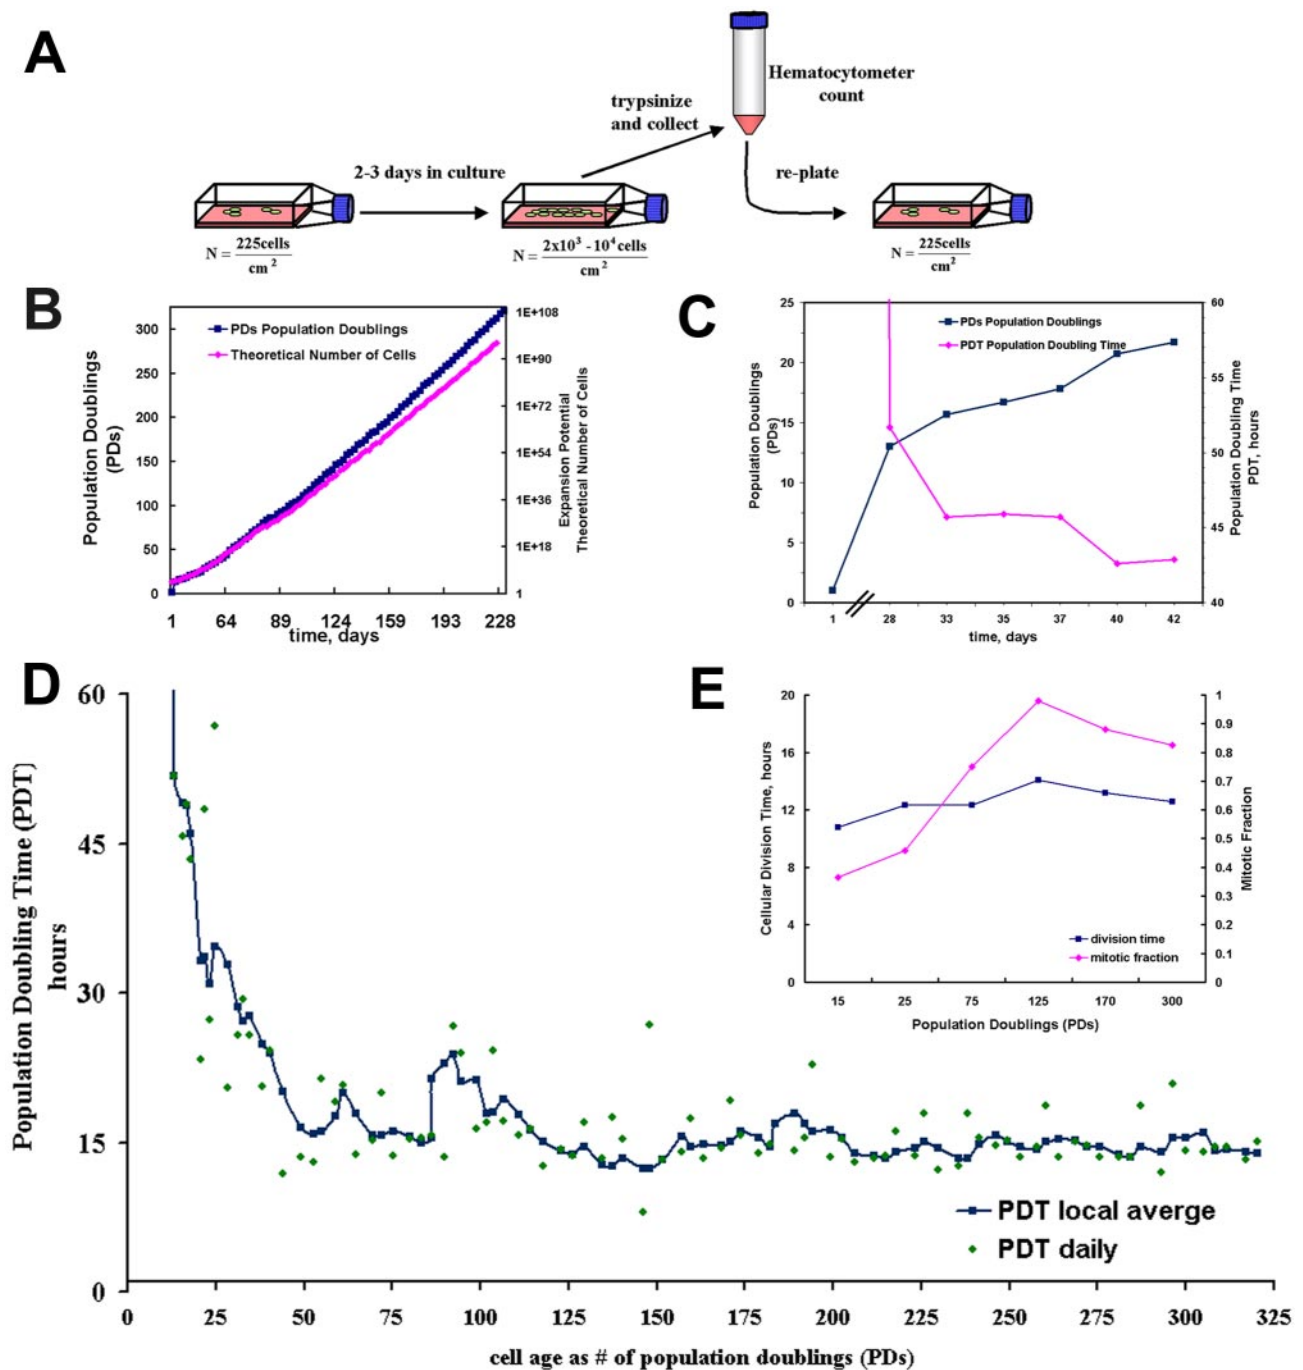 A
Hematocytometer
count
trypsinize
and collect
2-3 days in culture
re-plate
N = 225cells
cm 2
N = 2x10³ - 10⁴ cells
cm 2
N = 225cells
cm 2
B
Population Doublings
(PDs)
300
250
200
150
100
50
0
PDs Population Doublings
Theoretical Number of Cells
1E+108
1E+90
1E+72
1E+54
1E+36
1E+18
1
Expansion Potential
Theoretical Number of Cells
1 64 89 124 159 193 228
time, days
C
Population Doublings
(PDs)
25
20
15
10
5
0
PDs Population Doublings
PDT Population Doubling Time
60
55
50
45
40
Population Doubling Time
PDT, hours
1 28 33 35 37 40 42
time, days
D
Population Doubling Time (PDT)
hours
60
45
30
15
0
PDT local averge
PDT daily
0 25 50 75 100 125 150 175 200 225 250 275 300 325
cell age as # of population doublings (PDs)
E
Cellular Division Time, hours
20
16
12
8
4
0
division time
mitotic fraction
1
0.9
0.8
0.7
0.6
0.5
0.4
0.3
0.2
0.1
0
Mitotic Fraction
15 25 75 125 170 300
Population Doublings (PDs)